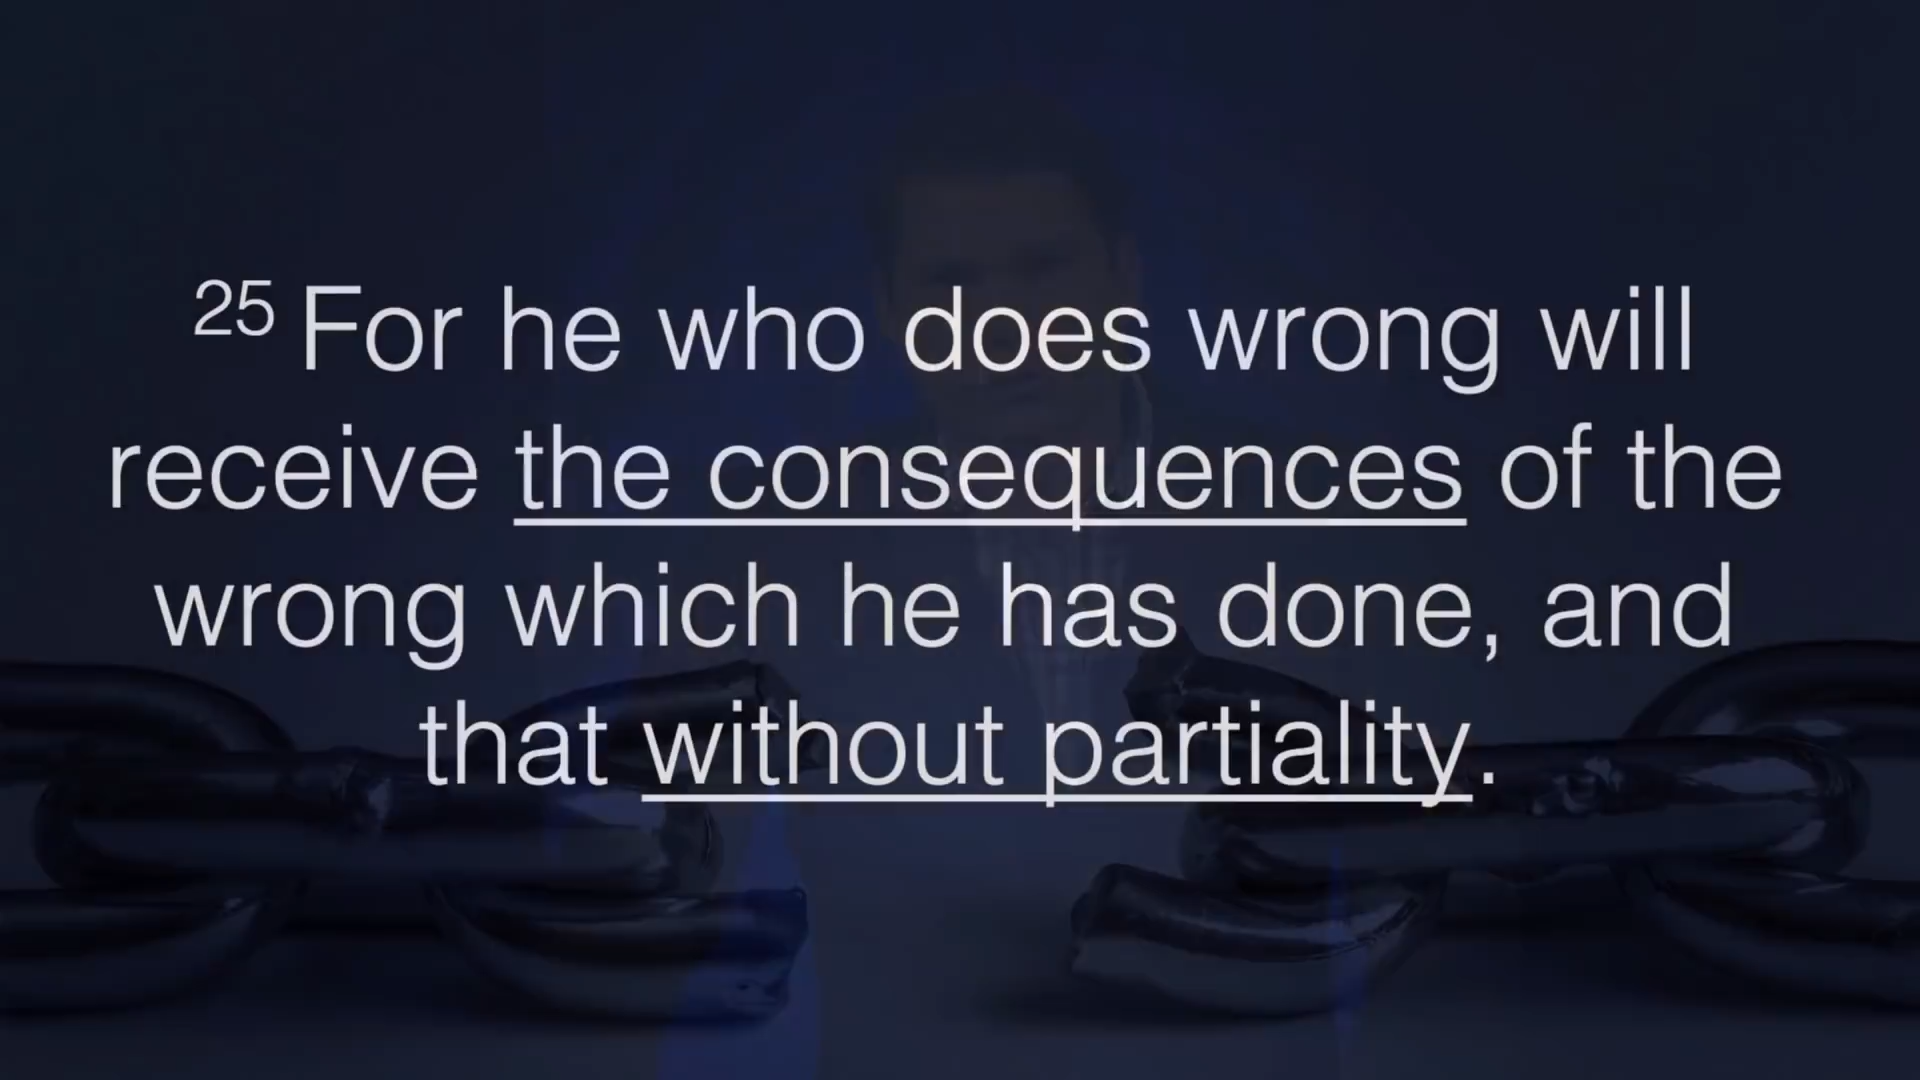 25 For he who does wrong will
receive the consequences of the
wrong which he has done, and
that without partiality.